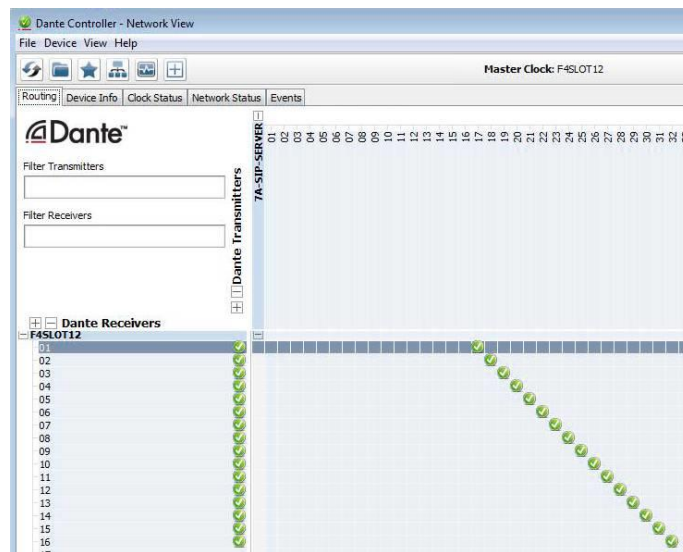 Dante Controller - Network View
File Device View Help
Master Clock: F4SLOT12
Routing Device Info Clock Status Network Status Events
Dante™
Filter Transmitters
Filter Receivers
Dante Transmitters
7A-SIP-SERVER
01 02 03 04 05 06 07 08 09 10 11 12 13 14 15 16 17 18 19 20 21 22 23 24 25 26 27 28 29 30 31 32
Dante Receivers
F4SLOT12
01
02
03
04
05
06
07
08
09
10
11
12
13
14
15
16